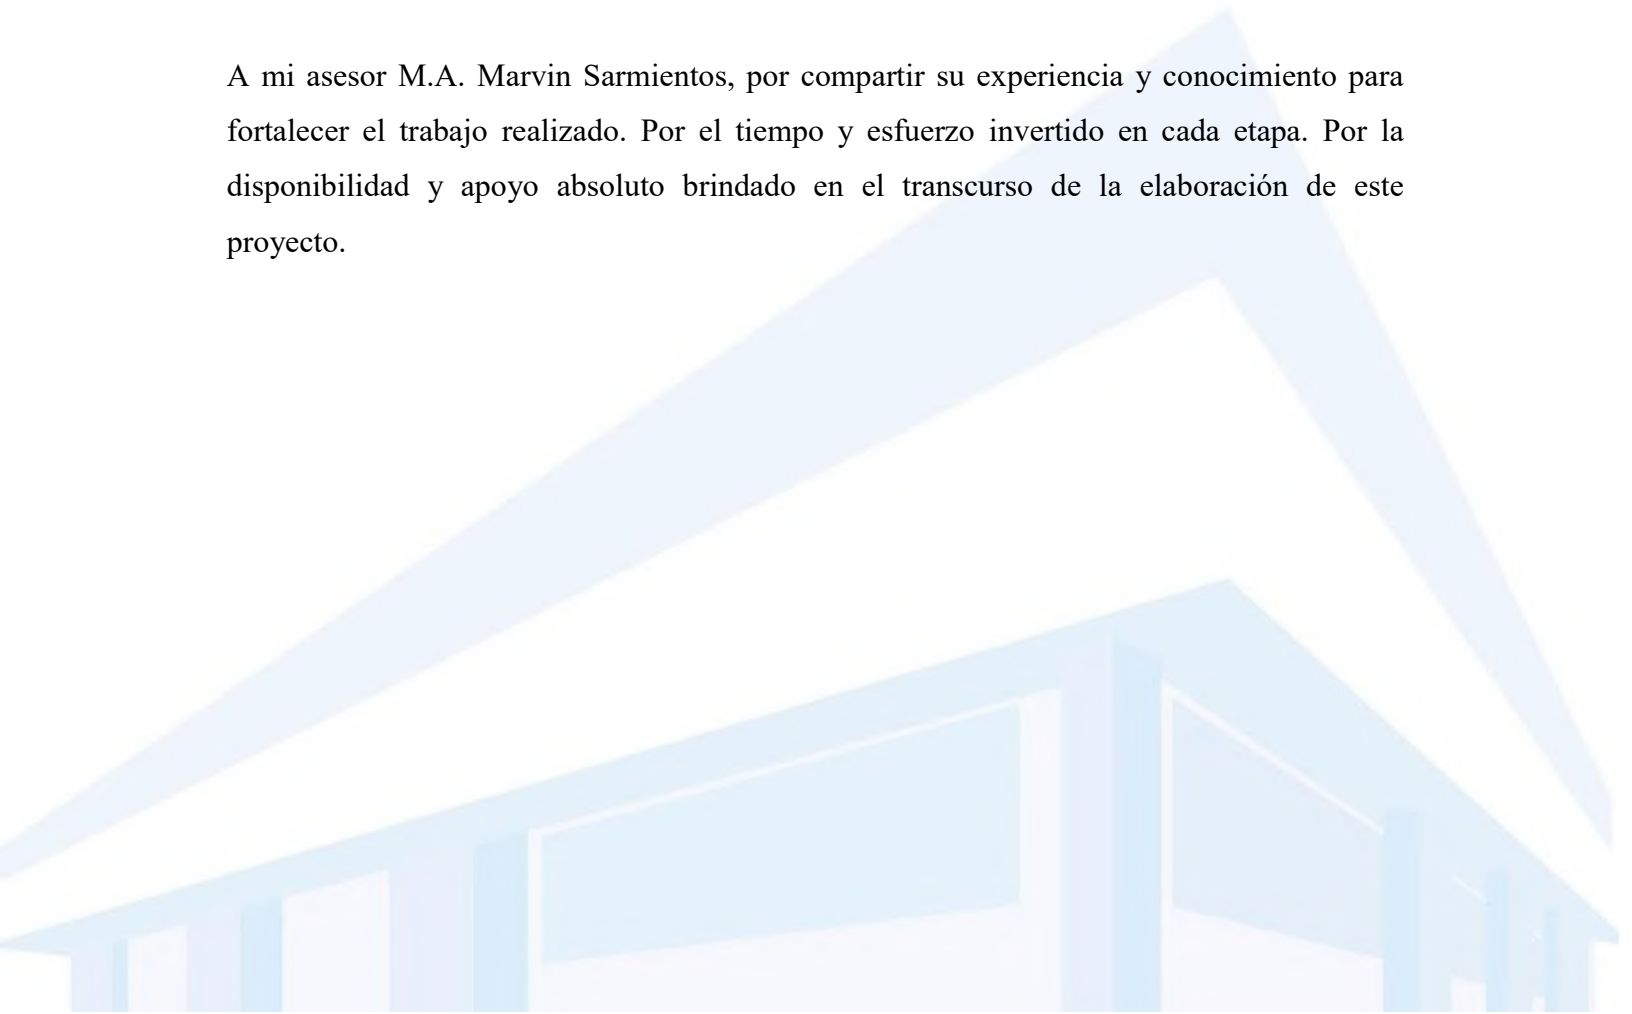 A mi asesor M.A. Marvin Sarmientos, por compartir su experiencia y conocimiento para
fortalecer el trabajo realizado. Por el tiempo y esfuerzo invertido en cada etapa. Por la
disponibilidad y apoyo absoluto brindado en el transcurso de la elaboración de este
proyecto.